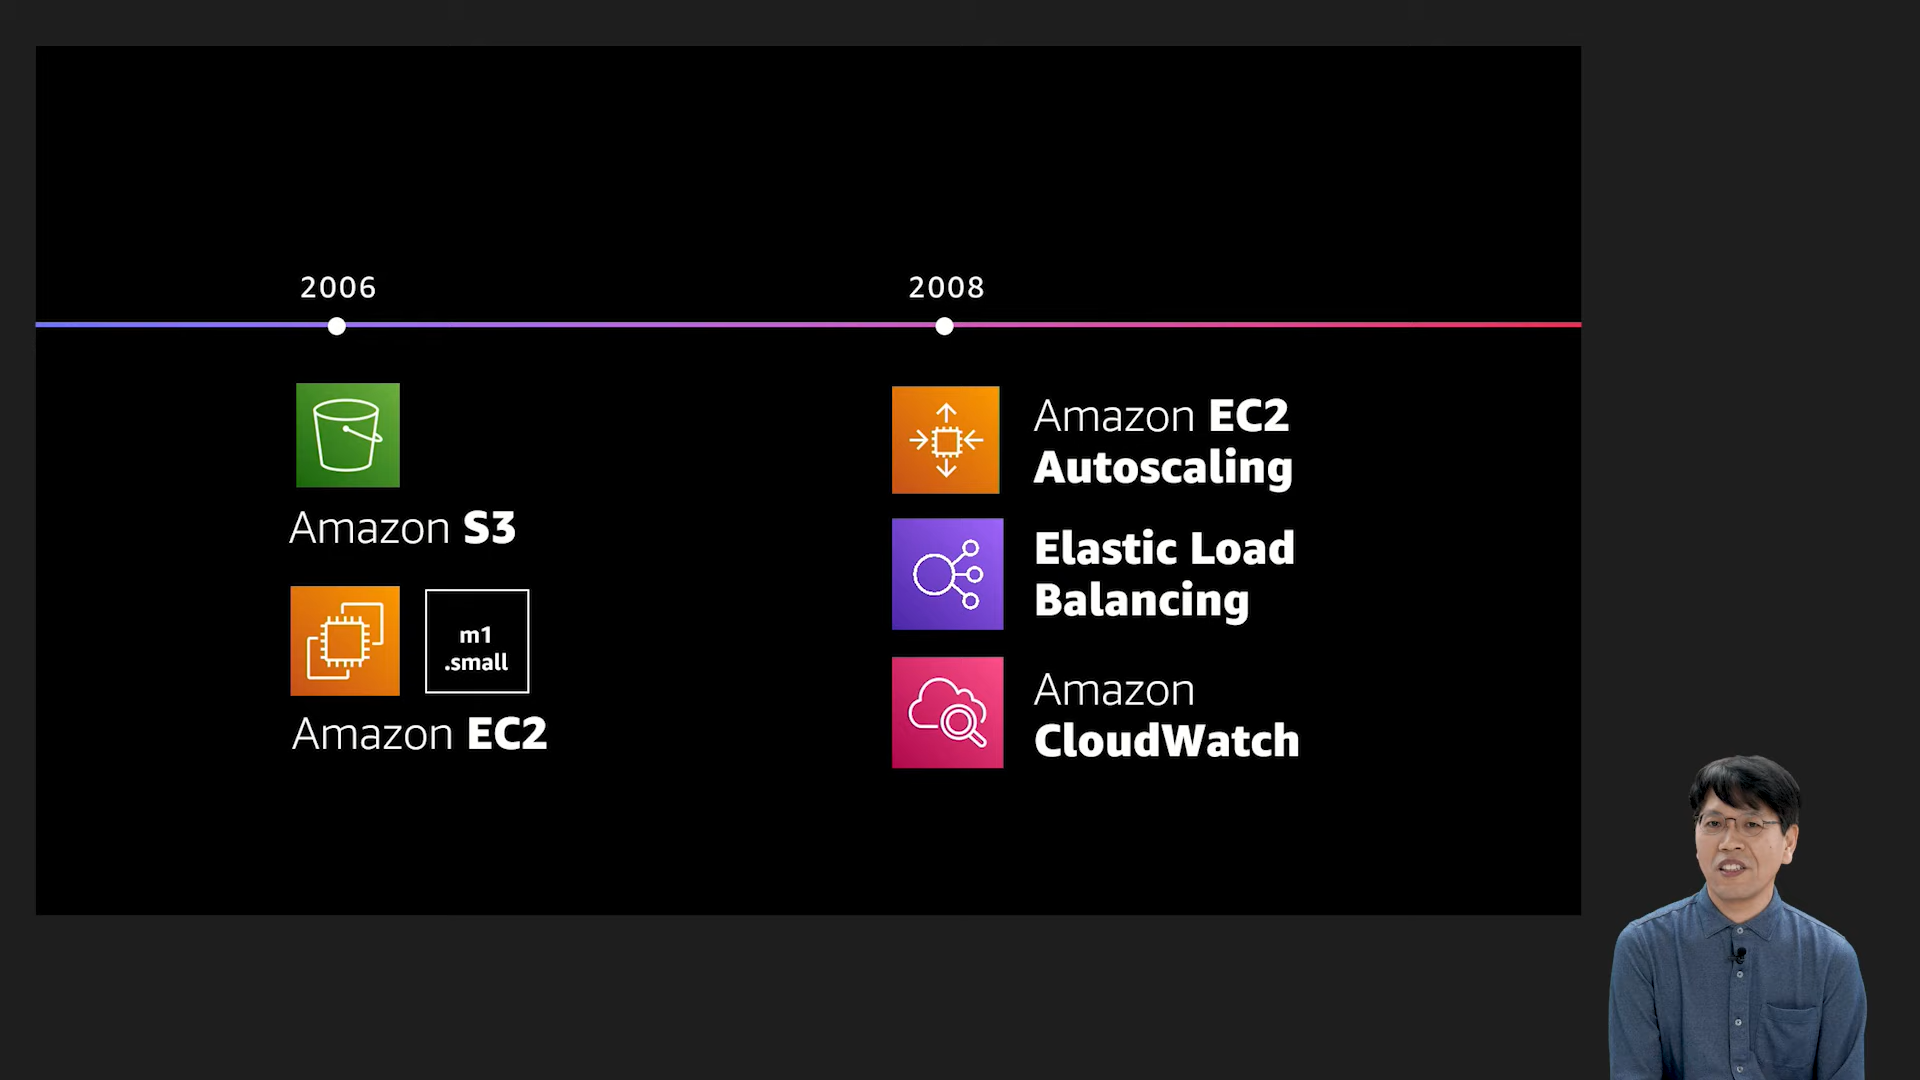 2006
Amazon S3
m1
.small
Amazon EC2
2008
Amazon EC2
Autoscaling
Elastic Load
Balancing
Amazon
CloudWatch